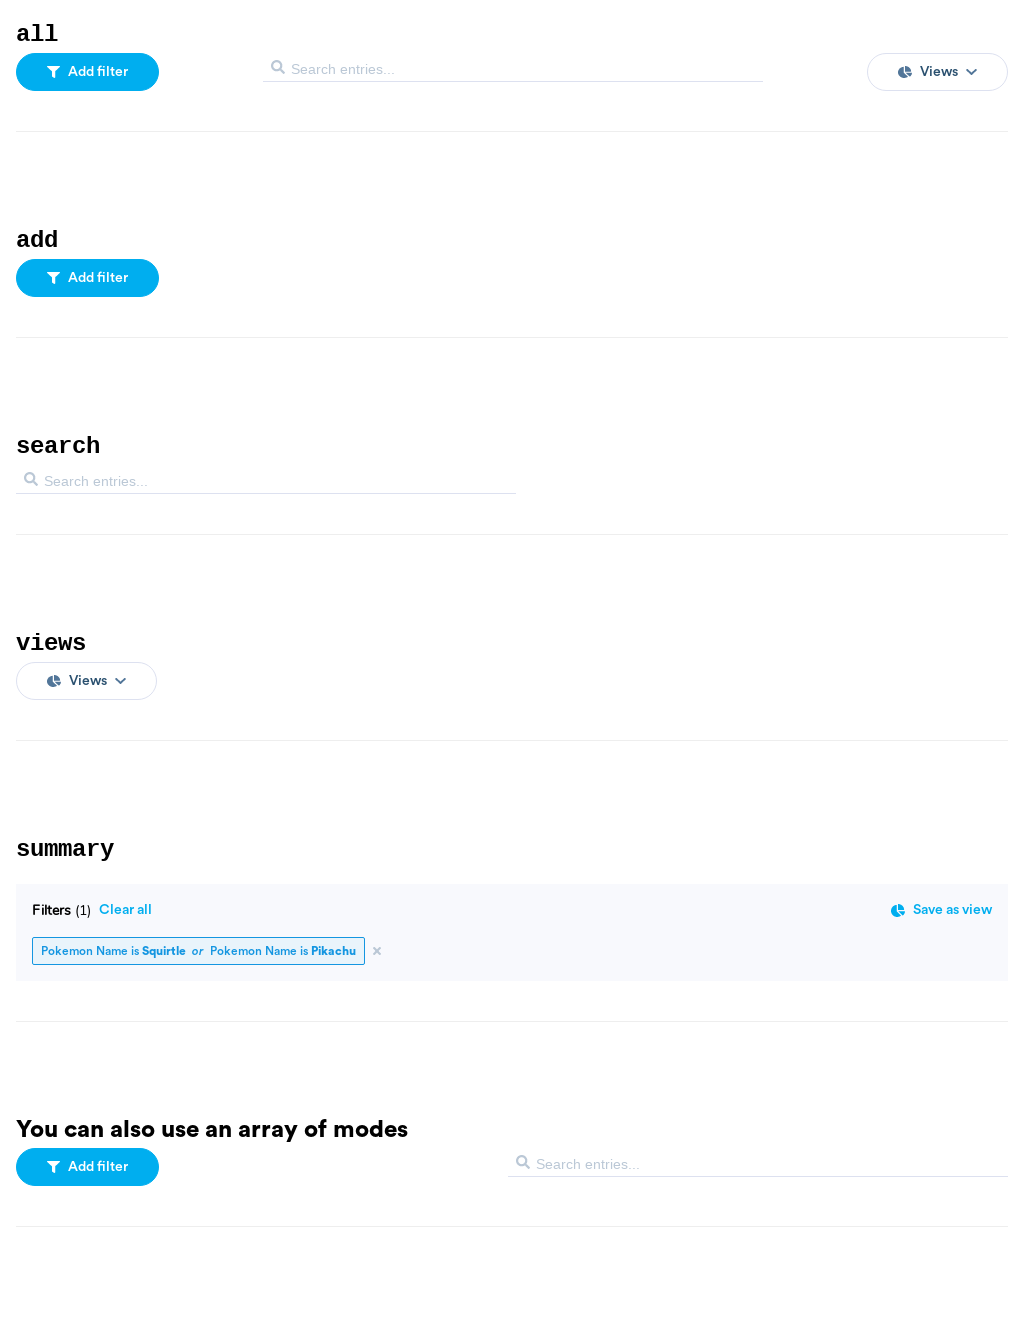 all
Add filter
Search entries...
Views
add
Add filter
search
Search entries...
views
Views
summary
Filters (1) Clear all
Save as view
Pokemon Name is Squirtle or Pokemon Name is Pikachu
You can also use an array of modes
Add filter
Search entries...